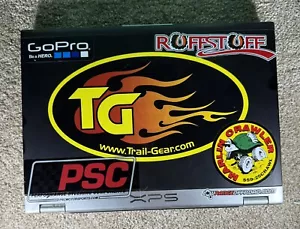 GoPro
Be a HERO.
RUFFSTUFF
TG
www.Trail-Gear.com
MARLIN CRAWLER
PSC
XPS